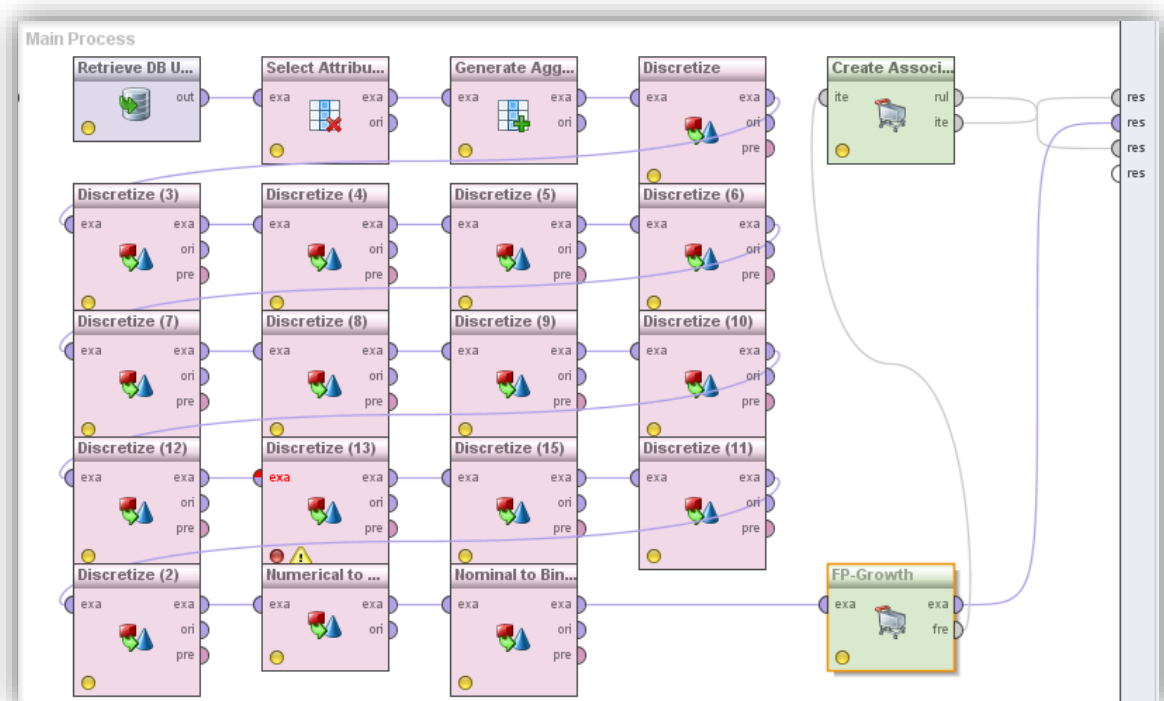 Main Process
Retrieve DB U... Select Attribu... Generate Agg... Discretize Create Associ...
out exa exa exa exa exa exa ite rul res
ori ori ori ite res
pre res
res
Discretize (3) Discretize (4) Discretize (5) Discretize (6)
exa exa exa exa exa exa exa exa
ori ori ori ori
pre pre pre pre
Discretize (7) Discretize (8) Discretize (9) Discretize (10)
exa exa exa exa exa exa exa exa
ori ori ori ori
pre pre pre pre
Discretize (12) Discretize (13) Discretize (15) Discretize (11)
exa exa exa exa exa exa exa exa
ori ori ori ori
pre pre pre pre
Discretize (2) Numerical to ... Nominal to Bin... FP-Growth
exa exa exa exa exa exa exa exa
ori ori ori fre
pre pre